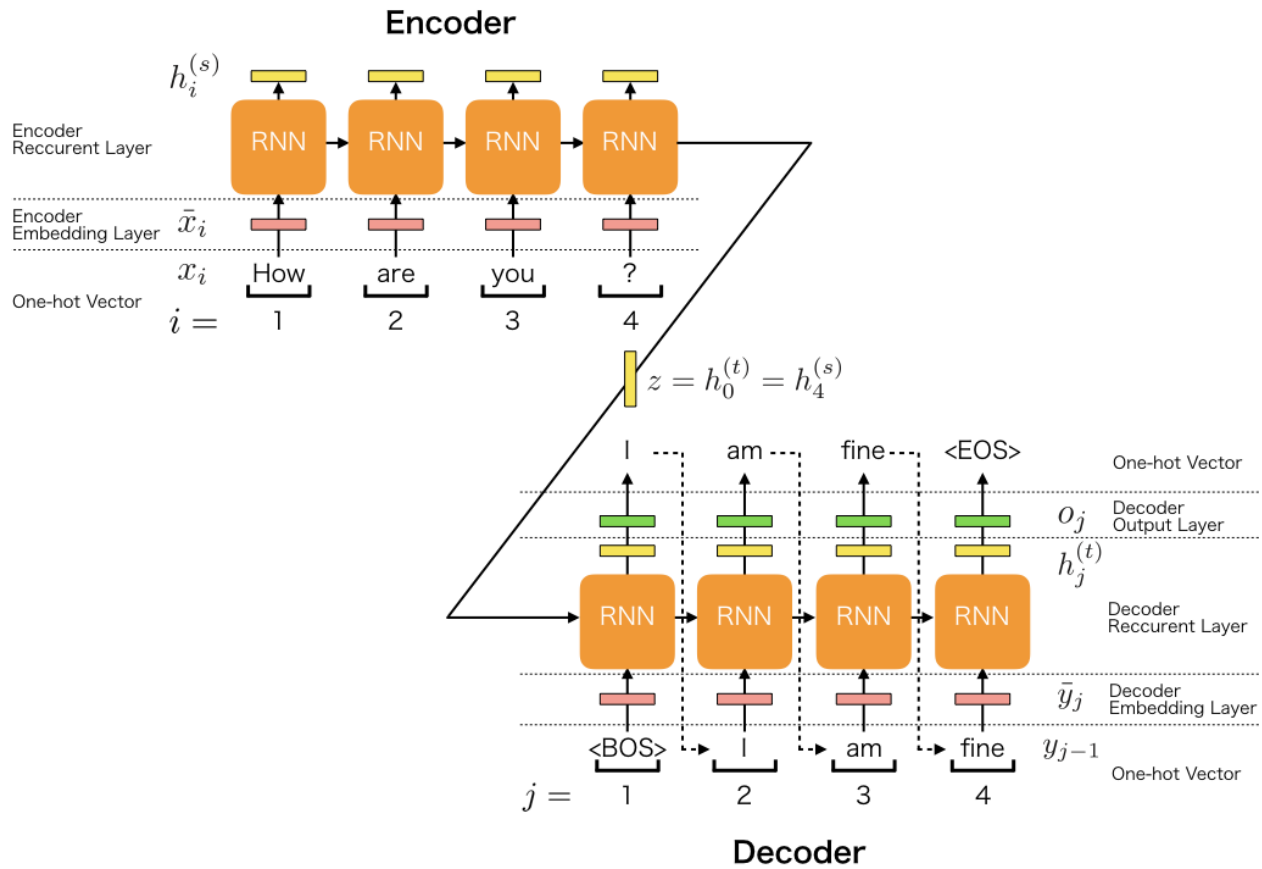 Encoder
h_i^{(s)}
Encoder
Reccurent Layer
RNN RNN RNN RNN
Encoder
Embedding Layer
x̄_i
x_i
How are you ?
One-hot Vector
i = 1 2 3 4
z = h_0^{(t)} = h_4^{(s)}
I am fine <EOS>
One-hot Vector
o_j
Decoder
Output Layer
h_j^{(t)}
RNN RNN RNN RNN
Decoder
Reccurent Layer
ȳ_j
Decoder
Embedding Layer
<BOS> I am fine
y_{j-1}
One-hot Vector
j = 1 2 3 4
Decoder